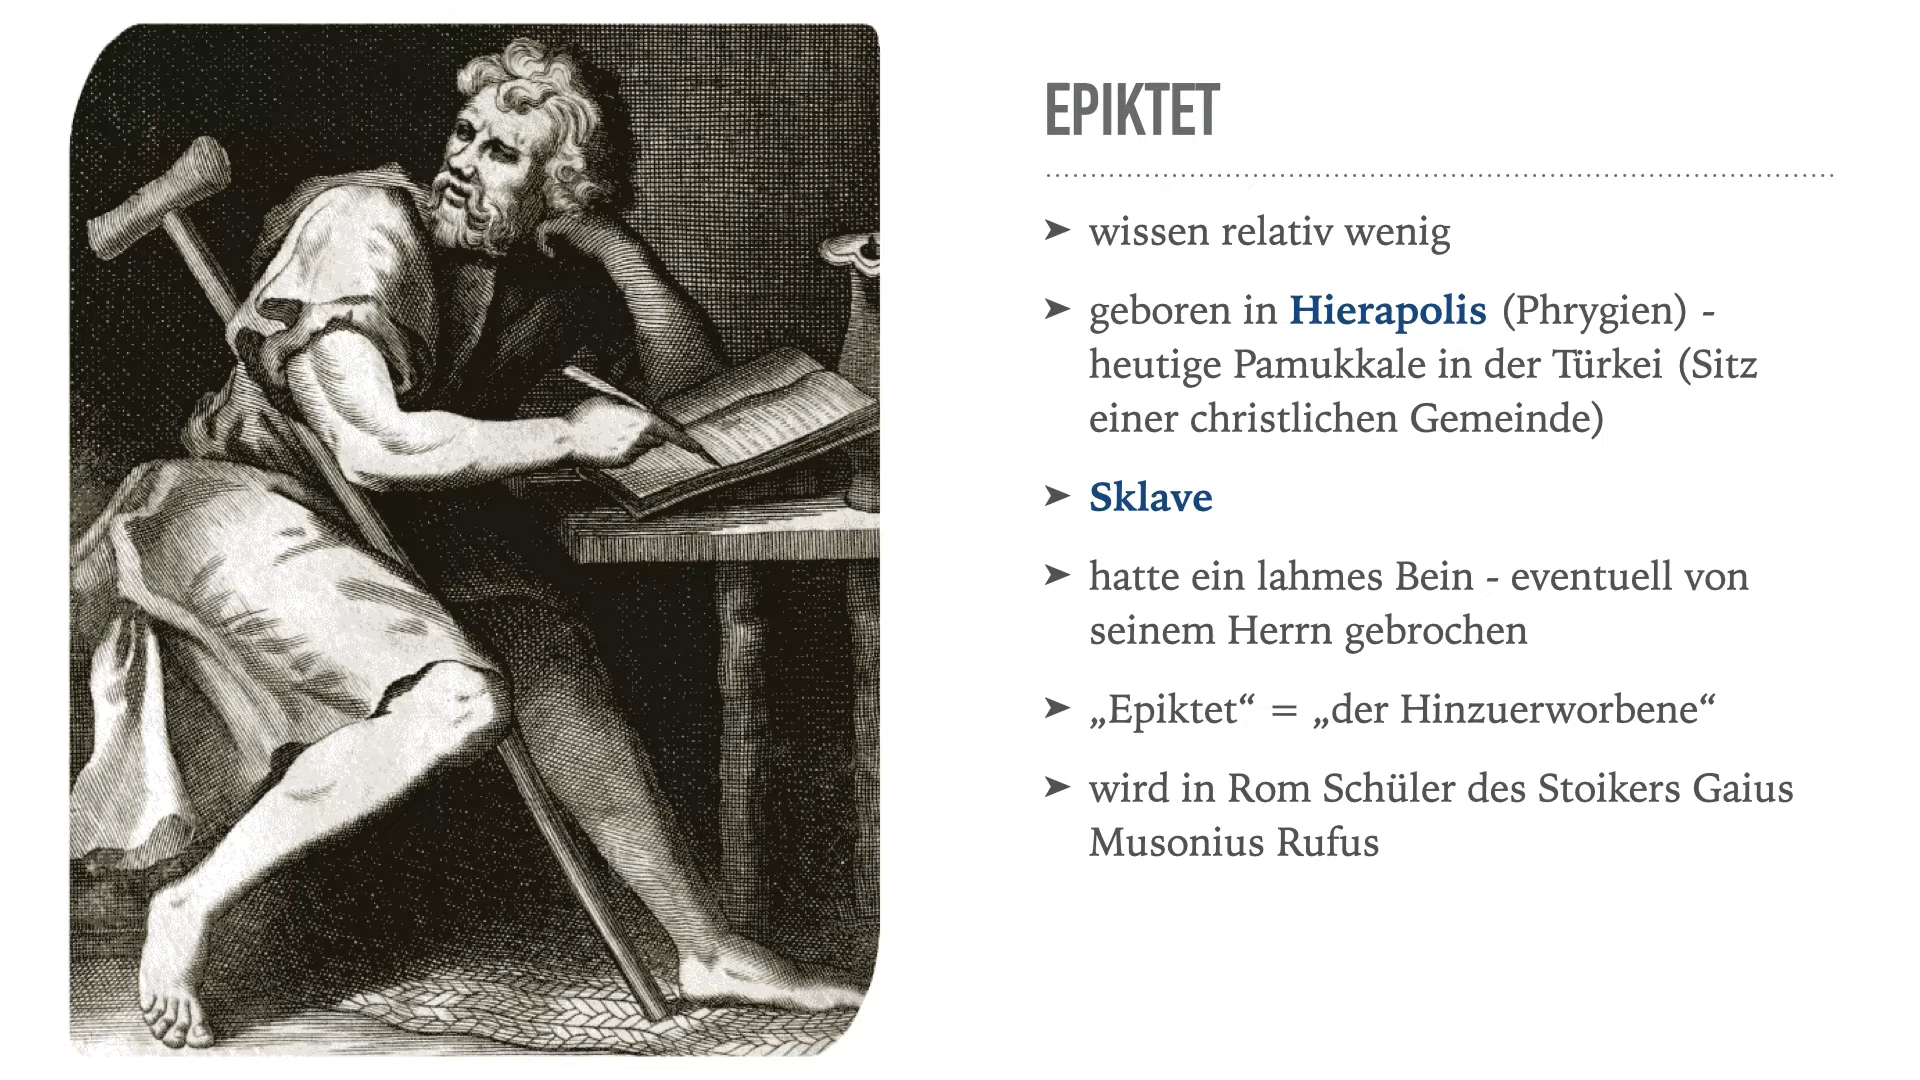 EPIKTET
➤ wissen relativ wenig
➤ geboren in Hierapolis (Phrygien) -
heutige Pamukkale in der Türkei (Sitz
einer christlichen Gemeinde)
➤ Sklave
➤ hatte ein lahmes Bein - eventuell von
seinem Herrn gebrochen
➤ „Epiktet“ = „der Hinzuerworbene“
➤ wird in Rom Schüler des Stoikers Gaius
Musonius Rufus